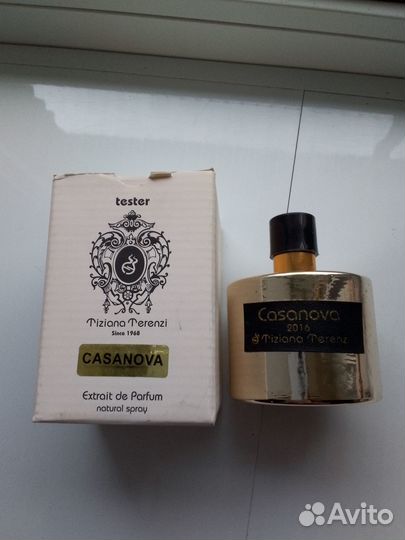 tester
Tiziana Terenzi
Since 1968
CASANOVA
Extrait de Parfum
natural spray
Casanova
2016
Tiziana Terenzi
Avito